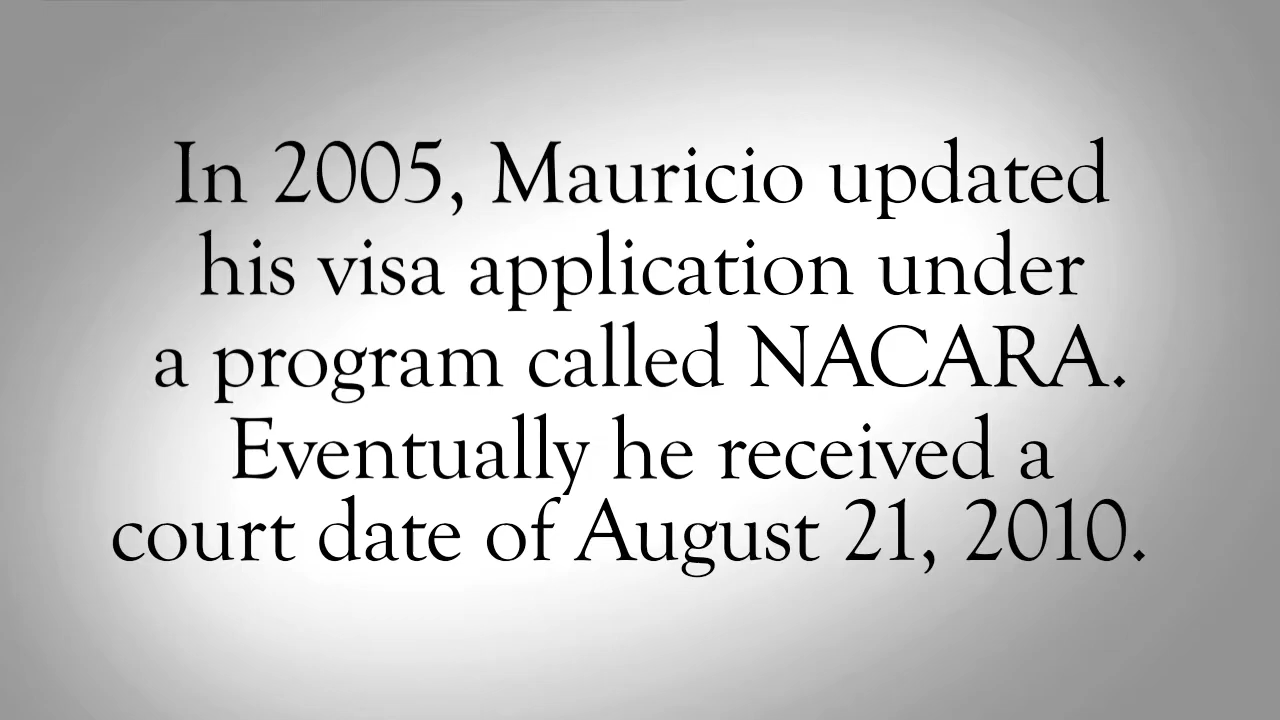 In 2005, Mauricio updated
his visa application under
a program called NACARA.
Eventually he received a
court date of August 21, 2010.